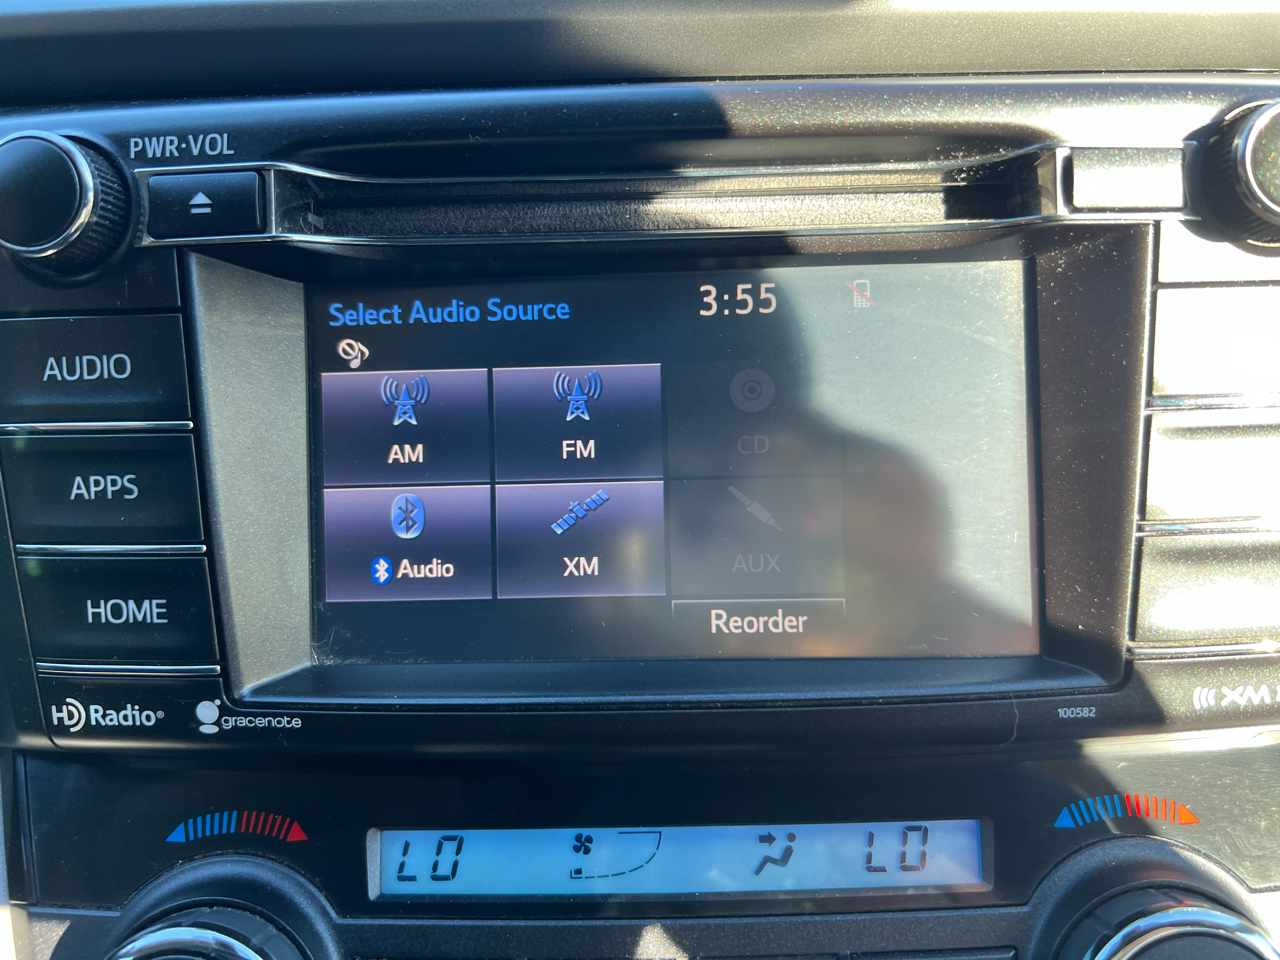 PWR·VOL
Select Audio Source
3:55
AUDIO
AM
FM
CD
APPS
Audio
XM
AUX
HOME
Reorder
HD Radio®
gracenote
100582
XM
LO
LO